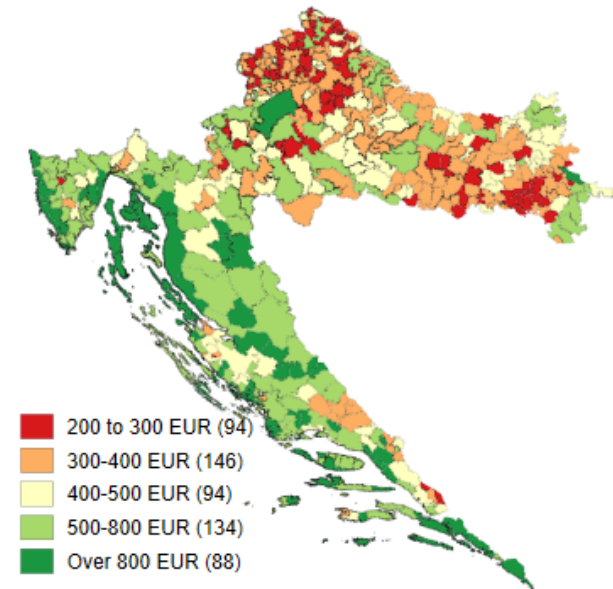 200 to 300 EUR (94)
300-400 EUR (146)
400-500 EUR (94)
500-800 EUR (134)
Over 800 EUR (88)